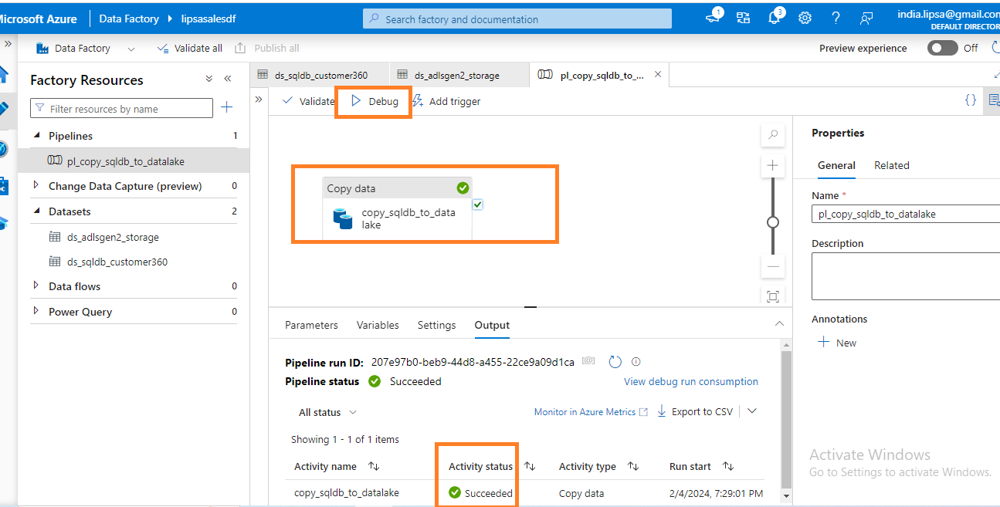 Microsoft Azure Data Factory lipsasalesdf Search factory and documentation 1 3 india.lipsa@gmail.com
DEFAULT DIRECTOR
Data Factory Validate all Publish all Preview experience Off
Factory Resources
Filter resources by name
Pipelines 1
pl_copy_sqldb_to_datalake
Change Data Capture (preview) 0
Datasets 2
ds_adlsgen2_storage
ds_sqldb_customer360
Data flows 0
Power Query 0
ds_sqldb_customer360 ds_adlsgen2_storage pl_copy_sqldb_to_...
Validate Debug Add trigger {}
Copy data
copy_sqldb_to_data
lake
Parameters Variables Settings Output
Pipeline run ID: 207e97b0-beb9-44d8-a455-22ce9a09d1ca
Pipeline status Succeeded View debug run consumption
All status Monitor in Azure Metrics Export to CSV
Showing 1 - 1 of 1 items
Activity name Activity status Activity type Run start
copy_sqldb_to_datalake Succeeded Copy data 2/4/2024, 7:29:01 PM
Properties
General Related
Name *
pl_copy_sqldb_to_datalake
Description
Annotations
New
Activate Windows
Go to Settings to activate Windows.